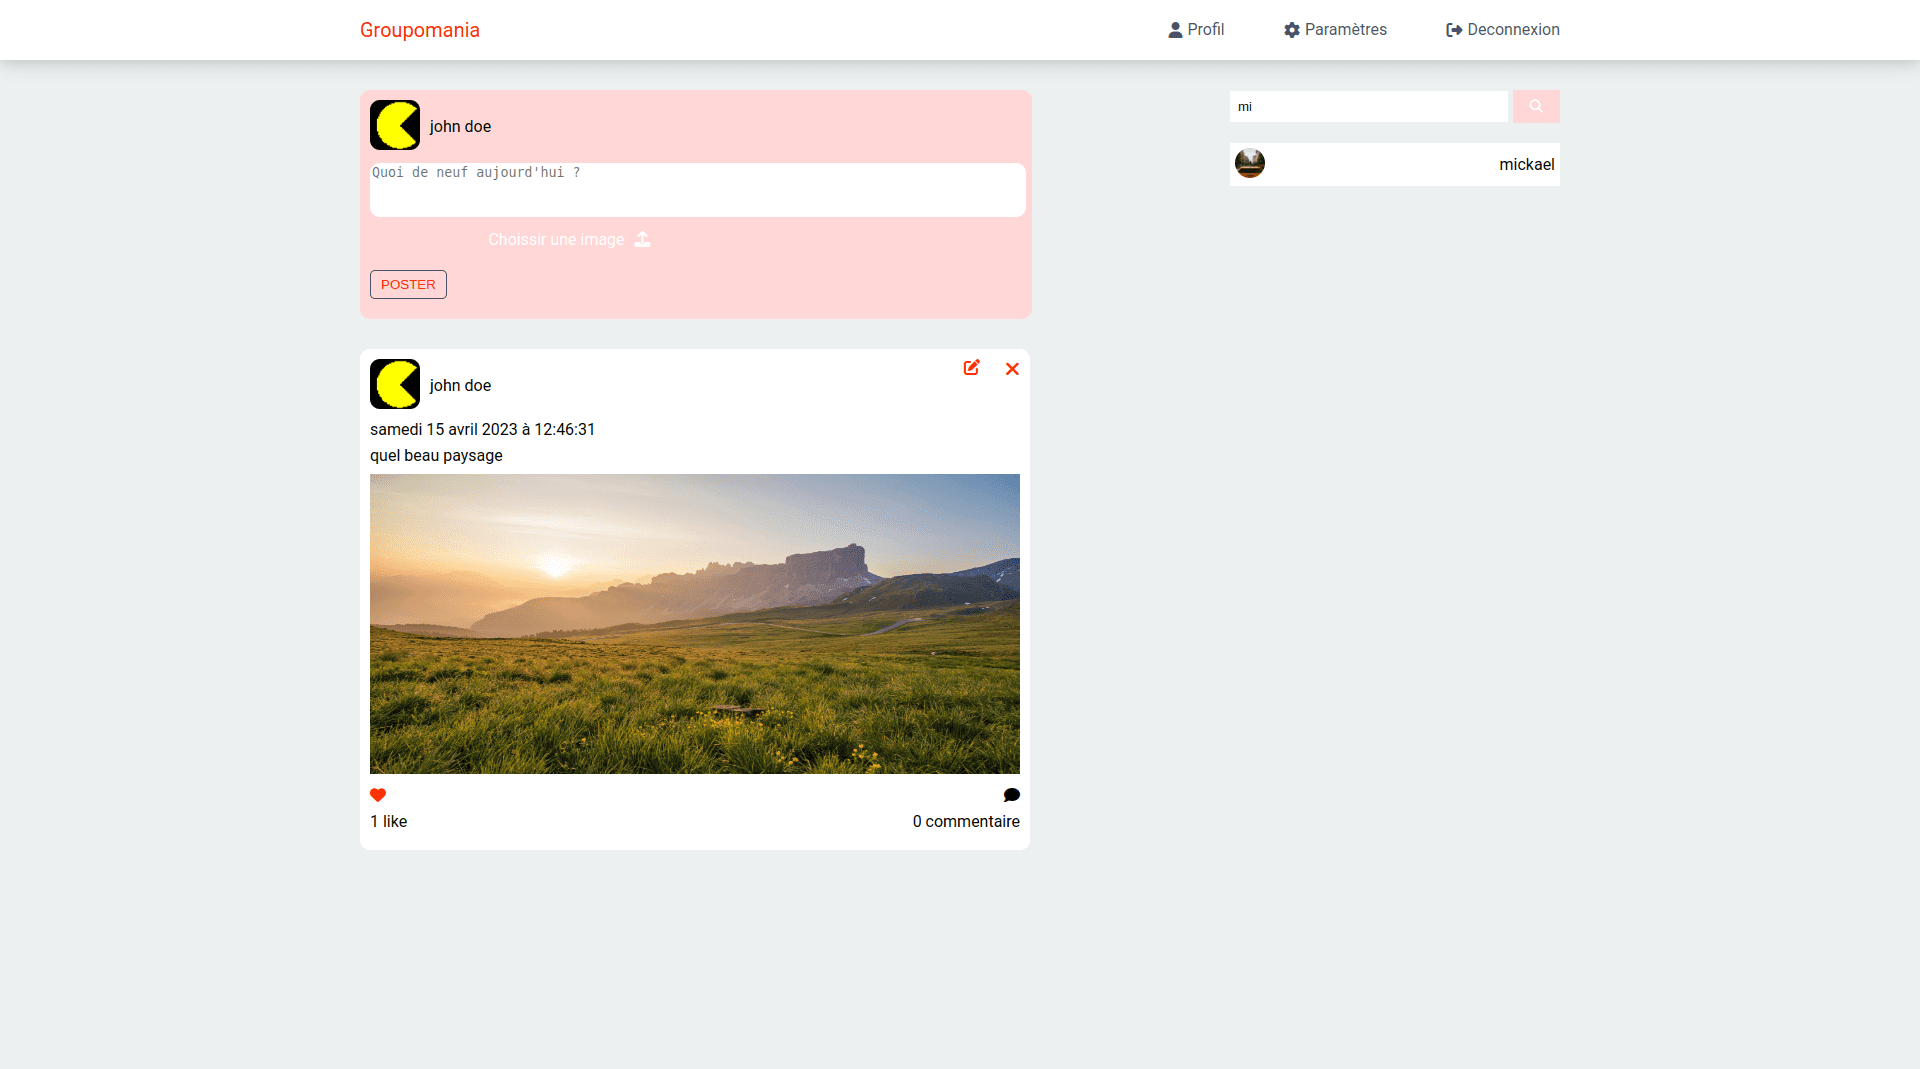 Groupomania
Profil
Paramètres
Deconnexion
john doe
Quoi de neuf aujourd'hui ?
Choissir une image
POSTER
mi
mickael
john doe
samedi 15 avril 2023 à 12:46:31
quel beau paysage
1 like
0 commentaire